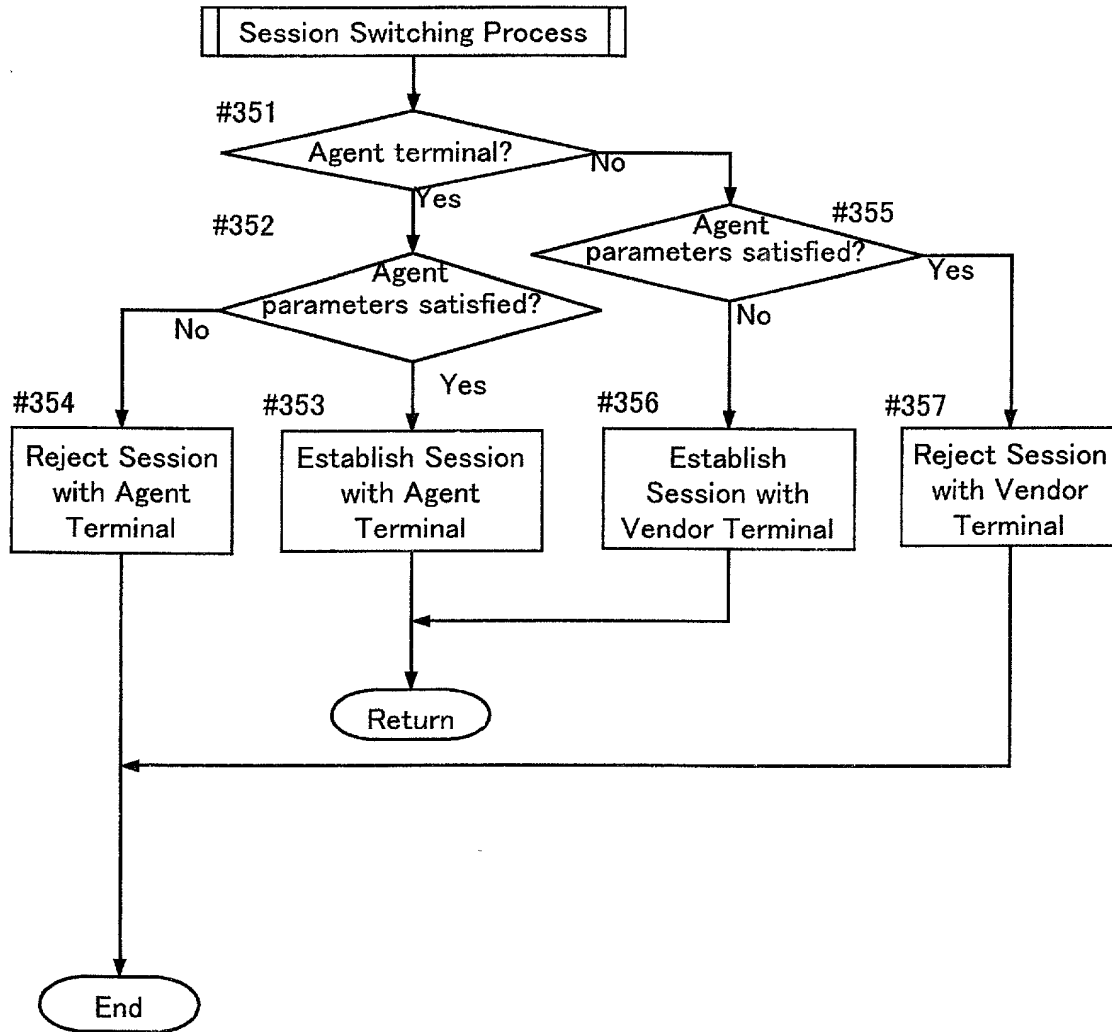 Session Switching Process
#351
Agent terminal?
No
Yes
#352
#355
Agent
parameters satisfied?
Yes
No
Agent
parameters satisfied?
No
Yes
#354
#353
#356
#357
Reject Session
with Agent
Terminal
Establish Session
with Agent
Terminal
Establish
Session with
Vendor Terminal
Reject Session
with Vendor
Terminal
Return
End